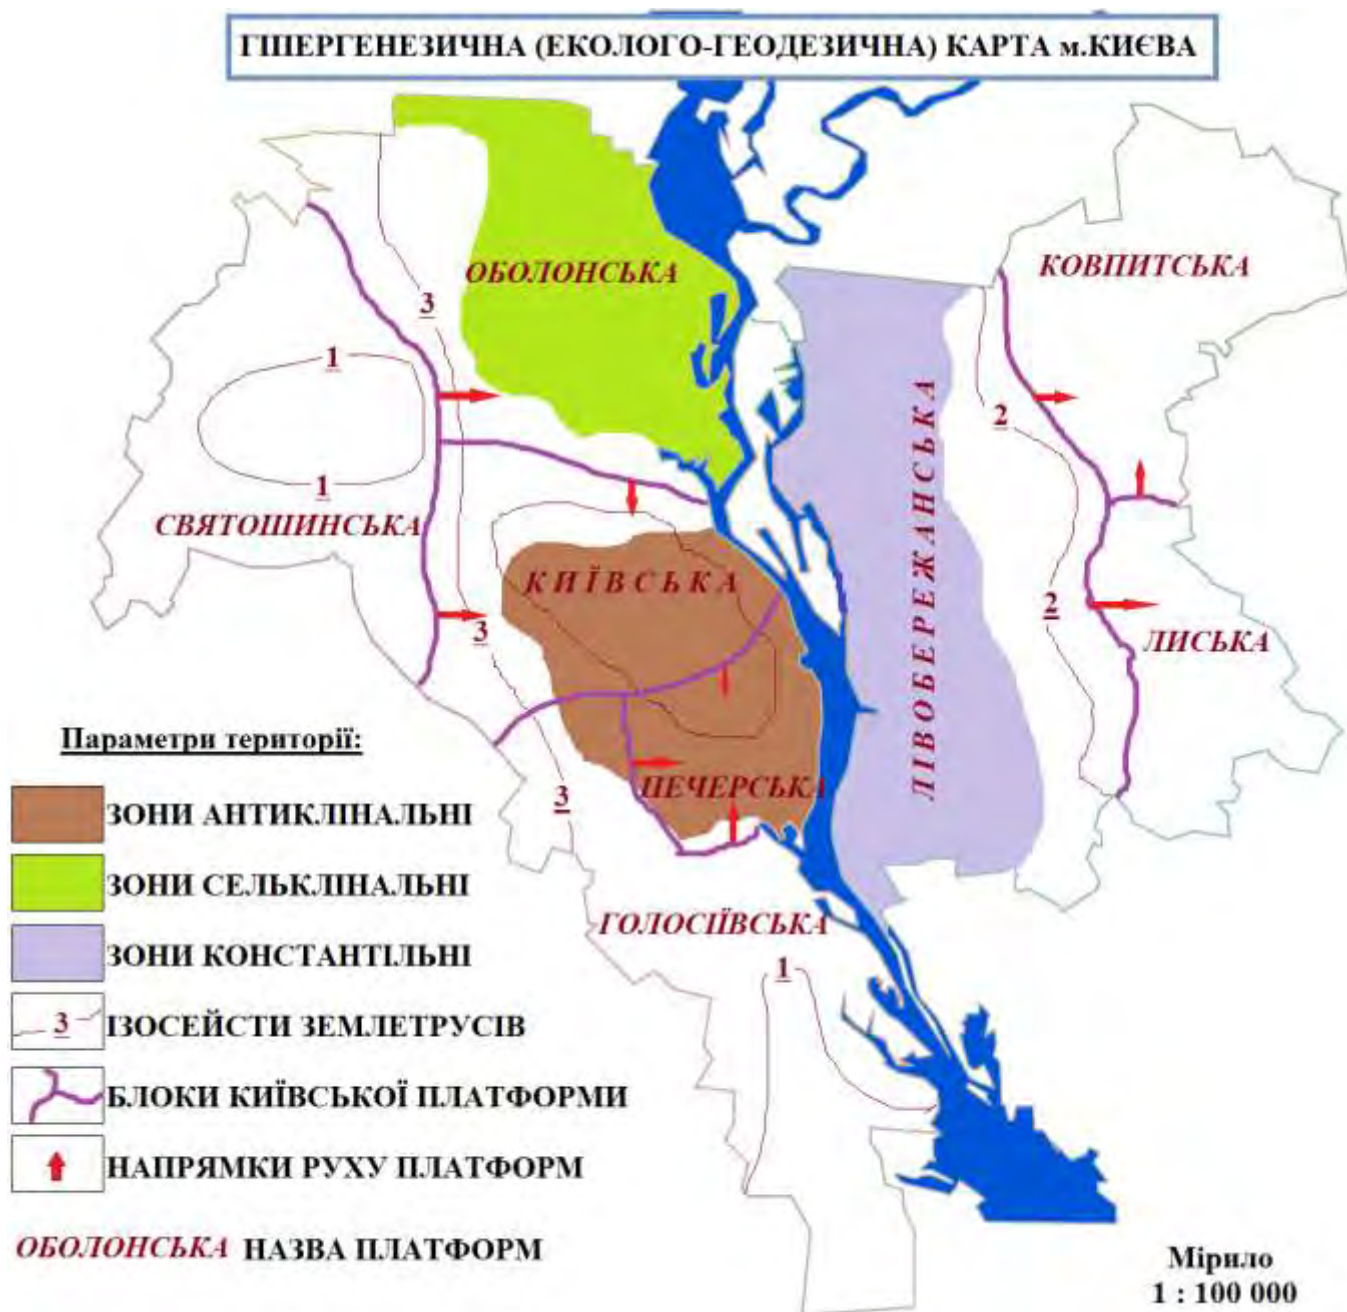 ГІПЕРГЕНЕЗИЧНА (ЕКОЛОГО-ГЕОДЕЗИЧНА) КАРТА м.КИЄВА
ОБОЛОНСЬКА
КОВПИТСЬКА
3
1
2
1
СВЯТОШИНСЬКА
КИЇВСЬКА
ЛІВОБЕРЕЖАНСЬКА
2
3
ЛИСЬКА
ПЕЧЕРСЬКА
3
ГОЛОСІЇВСЬКА
1
Параметри території:
ЗОНИ АНТИКЛІНАЛЬНІ
ЗОНИ СЕЛЬКЛІНАЛЬНІ
ЗОНИ КОНСТАНТІЛЬНІ
3 ІЗОСЕЙСТИ ЗЕМЛЕТРУСІВ
БЛОКИ КИЇВСЬКОЇ ПЛАТФОРМИ
НАПРЯМКИ РУХУ ПЛАТФОРМ
ОБОЛОНСЬКА НАЗВА ПЛАТФОРМ
Мірило
1 : 100 000